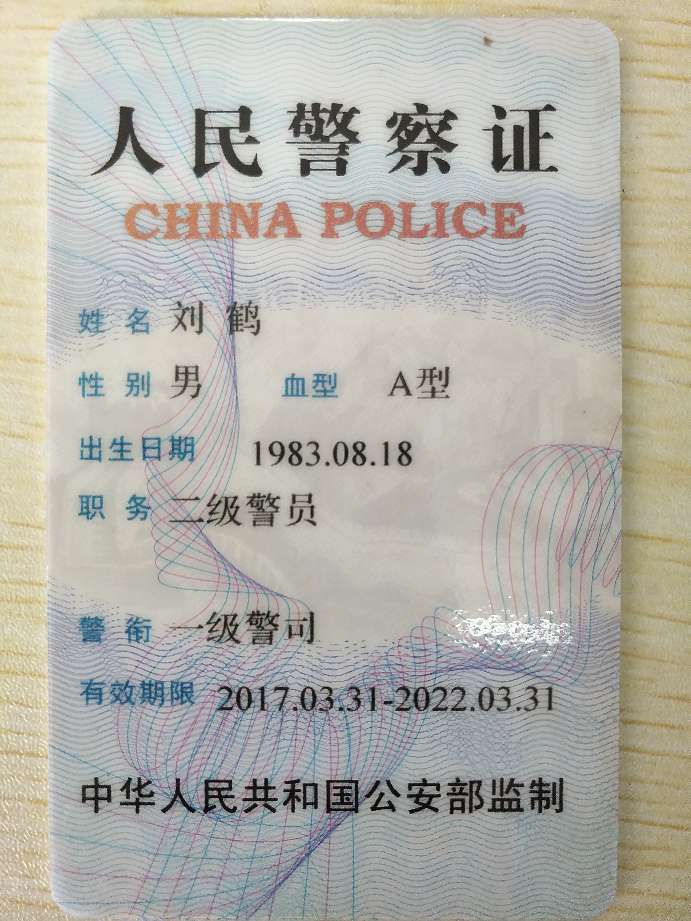 人民警察证
CHINA POLICE
姓名 刘鹤
性别 男 血型 A型
出生日期 1983.08.18
职务 二级警员
警衔 一级警司
有效期限 2017.03.31-2022.03.31
中华人民共和国公安部监制